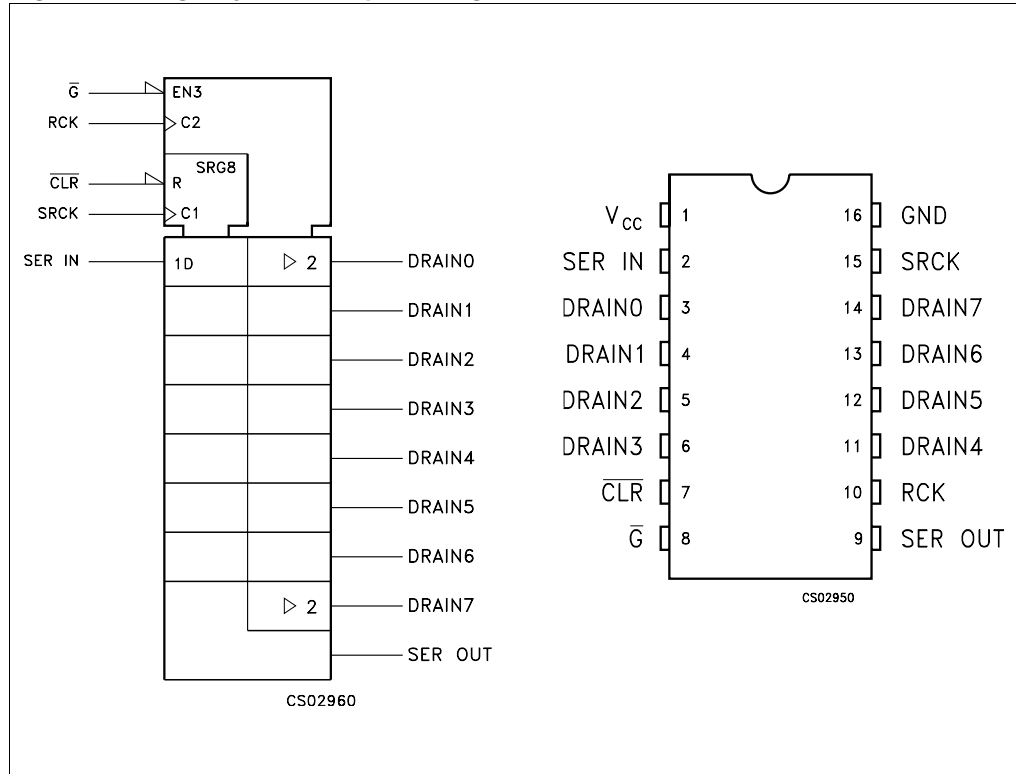 G̅ EN3
RCK C2
SRG8
C̅L̅R̅ R
SRCK C1
SER IN 1D ▷ 2 DRAIN0
DRAIN1
DRAIN2
DRAIN3
DRAIN4
DRAIN5
DRAIN6
▷ 2 DRAIN7
SER OUT
CS02960
VCC 1 16 GND
SER IN 2 15 SRCK
DRAIN0 3 14 DRAIN7
DRAIN1 4 13 DRAIN6
DRAIN2 5 12 DRAIN5
DRAIN3 6 11 DRAIN4
C̅L̅R̅ 7 10 RCK
G̅ 8 9 SER OUT
CS02950